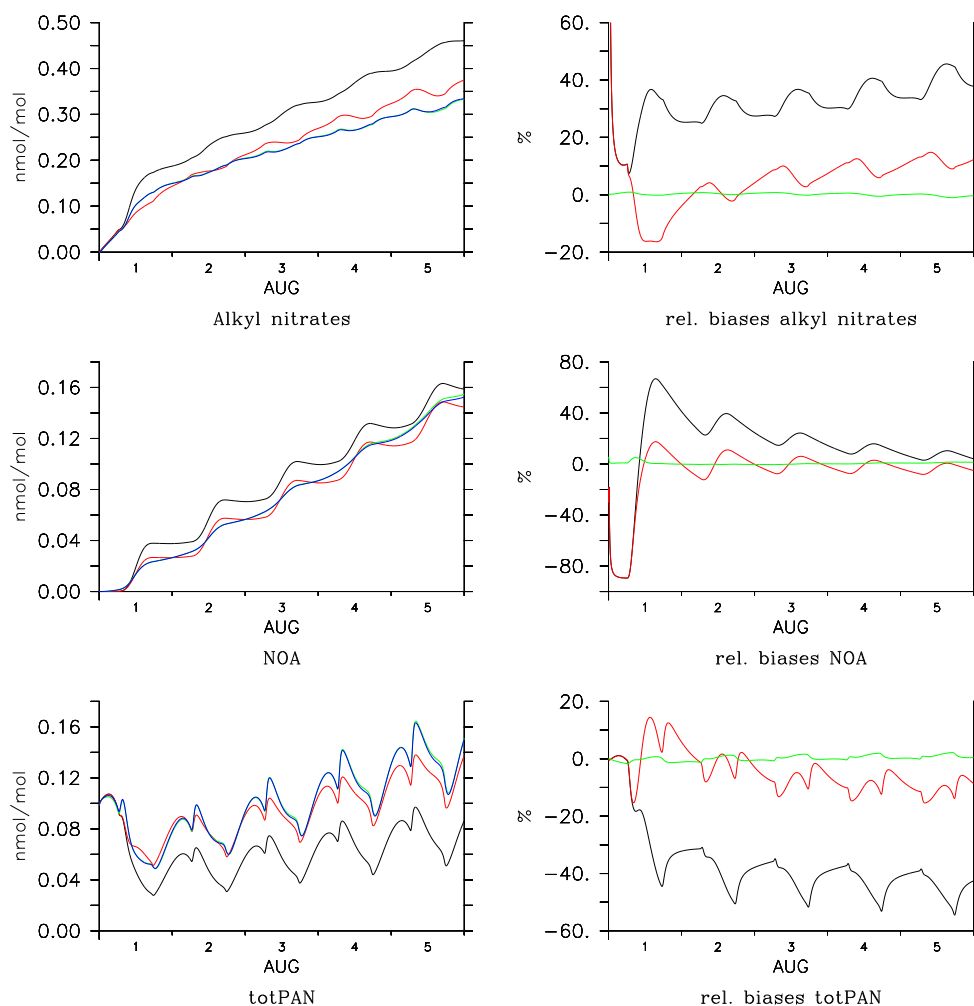 0.50
0.40
0.30
0.20
0.10
0.00
nmol/mol
1 2 3 4 5
AUG
Alkyl nitrates
60.
40.
20.
0.
−20.
%
1 2 3 4 5
AUG
rel. biases alkyl nitrates
0.16
0.12
0.08
0.04
0.00
nmol/mol
1 2 3 4 5
AUG
NOA
80.
40.
0.
−40.
−80.
%
1 2 3 4 5
AUG
rel. biases NOA
0.16
0.12
0.08
0.04
0.00
nmol/mol
1 2 3 4 5
AUG
totPAN
20.
0.
−20.
−40.
−60.
%
1 2 3 4 5
AUG
rel. biases totPAN